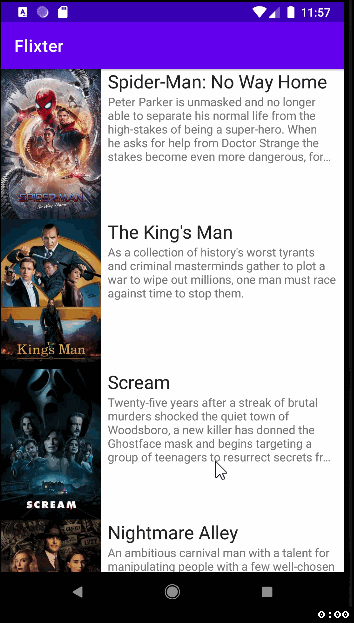 11:57
Flixter
Spider-Man: No Way Home
Peter Parker is unmasked and no longer
able to separate his normal life from the
high-stakes of being a super-hero. When
he asks for help from Doctor Strange the
stakes become even more dangerous, for…
SPIDER-MAN
The King's Man
As a collection of history's worst tyrants
and criminal masterminds gather to plot a
war to wipe out millions, one man must race
against time to stop them.
THE
King's Man
Scream
Twenty-five years after a streak of brutal
murders shocked the quiet town of
Woodsboro, a new killer has donned the
Ghostface mask and begins targeting a
group of teenagers to resurrect secrets fr…
SCREAM
Nightmare Alley
An ambitious carnival man with a talent for
manipulating people with a few well-chosen
0:00